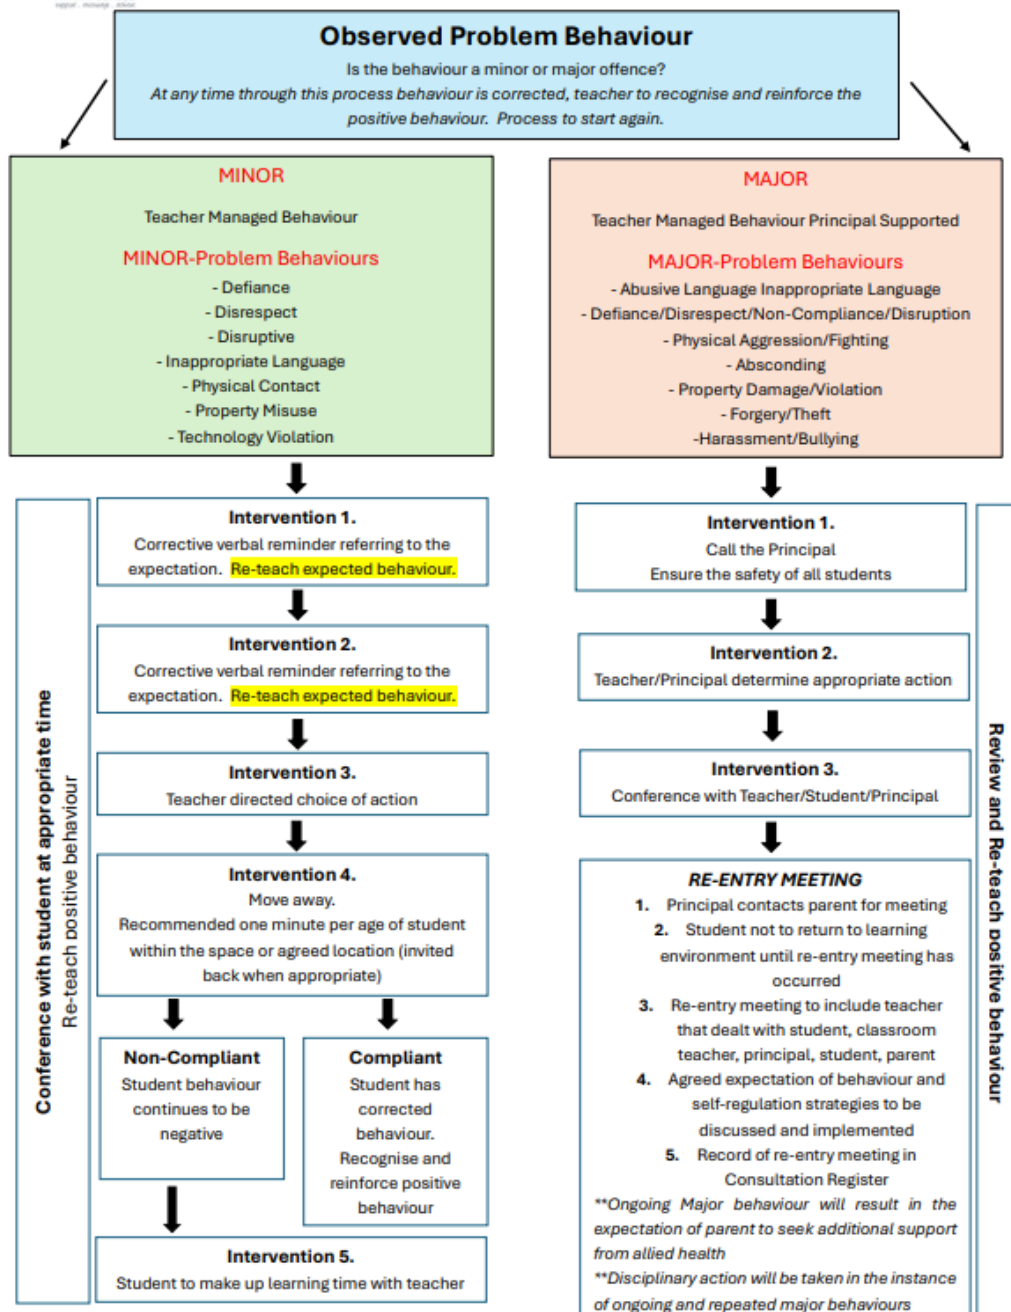 support . encourage . achieve
Observed Problem Behaviour
Is the behaviour a minor or major offence?
At any time through this process behaviour is corrected, teacher to recognise and reinforce the
positive behaviour. Process to start again.
MINOR
Teacher Managed Behaviour
MINOR-Problem Behaviours
- Defiance
- Disrespect
- Disruptive
- Inappropriate Language
- Physical Contact
- Property Misuse
- Technology Violation
MAJOR
Teacher Managed Behaviour Principal Supported
MAJOR-Problem Behaviours
- Abusive Language Inappropriate Language
- Defiance/Disrespect/Non-Compliance/Disruption
- Physical Aggression/Fighting
- Absconding
- Property Damage/Violation
- Forgery/Theft
-Harassment/Bullying
Conference with student at appropriate time
Re-teach positive behaviour
Intervention 1.
Corrective verbal reminder referring to the
expectation. Re-teach expected behaviour.
Intervention 2.
Corrective verbal reminder referring to the
expectation. Re-teach expected behaviour.
Intervention 3.
Teacher directed choice of action
Intervention 4.
Move away.
Recommended one minute per age of student
within the space or agreed location (invited
back when appropriate)
Non-Compliant
Student behaviour
continues to be
negative
Compliant
Student has
corrected
behaviour.
Recognise and
reinforce positive
behaviour
Intervention 5.
Student to make up learning time with teacher
Intervention 1.
Call the Principal
Ensure the safety of all students
Intervention 2.
Teacher/Principal determine appropriate action
Intervention 3.
Conference with Teacher/Student/Principal
RE-ENTRY MEETING
1. Principal contacts parent for meeting
2. Student not to return to learning
environment until re-entry meeting has
occurred
3. Re-entry meeting to include teacher
that dealt with student, classroom
teacher, principal, student, parent
4. Agreed expectation of behaviour and
self-regulation strategies to be
discussed and implemented
5. Record of re-entry meeting in
Consultation Register
**Ongoing Major behaviour will result in the
expectation of parent to seek additional support
from allied health
**Disciplinary action will be taken in the instance
of ongoing and repeated major behaviours
Review and Re-teach positive behaviour